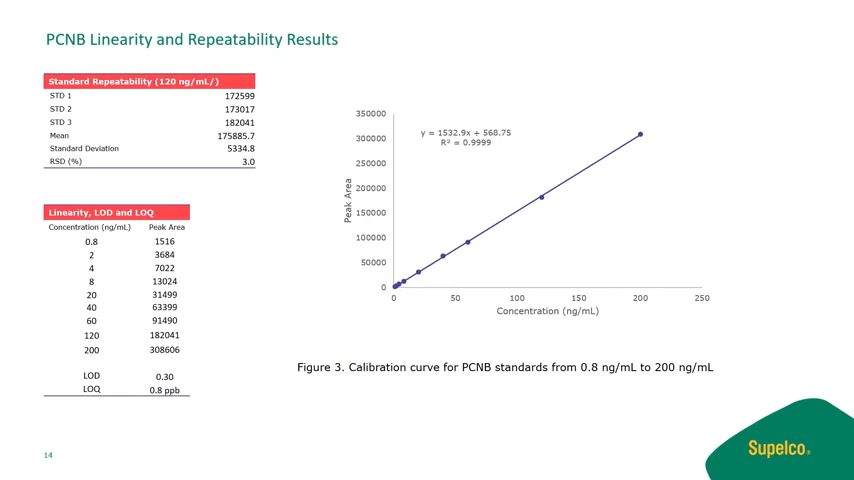 PCNB Linearity and Repeatability Results
Standard Repeatability (120 ng/mL/)
STD 1 172599
STD 2 173017
STD 3 182041
Mean 175885.7
Standard Deviation 5334.8
RSD (%) 3.0
Linearity, LOD and LOQ
Concentration (ng/mL) Peak Area
0.8 1516
2 3684
4 7022
8 13024
20 31499
40 63399
60 91490
120 182041
200 308606
LOD 0.30
LOQ 0.8 ppb
350000
300000
250000
200000
150000
100000
50000
0
Peak Area
y = 1532.9x + 568.75
R² = 0.9999
0 50 100 150 200 250
Concentration (ng/mL)
Figure 3. Calibration curve for PCNB standards from 0.8 ng/mL to 200 ng/mL
14
Supelco®